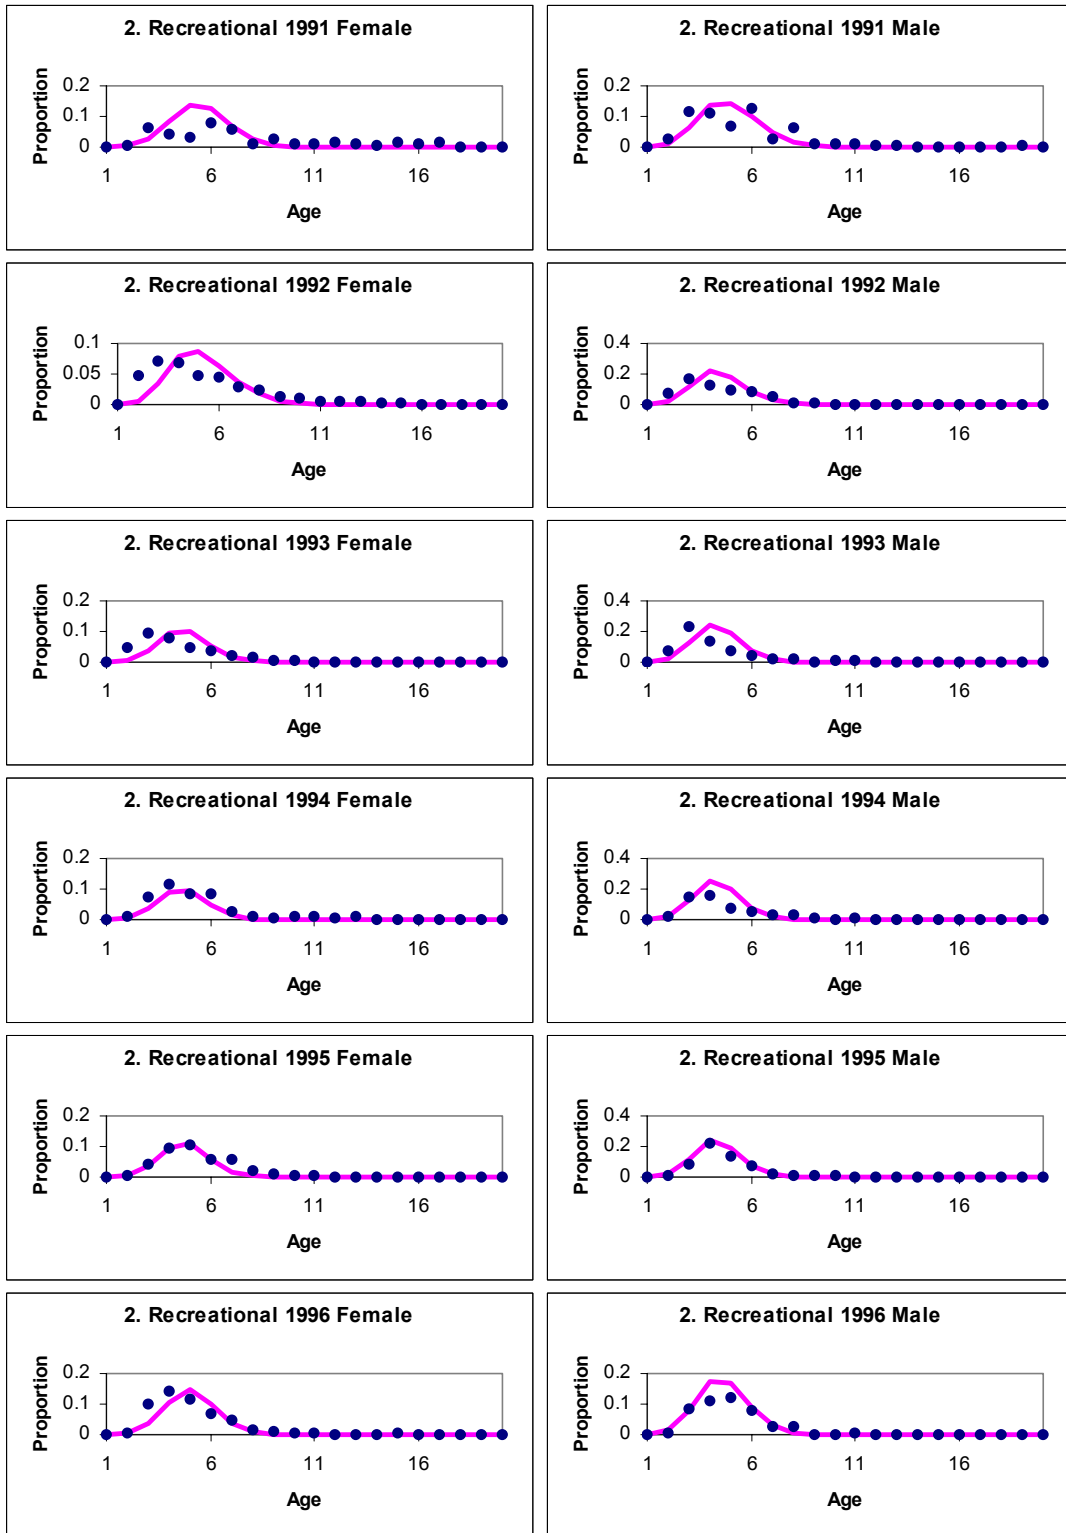 2. Recreational 1991 Female
0.2
0.1
0
Proportion
1 6 11 16
Age
2. Recreational 1991 Male
0.2
0.1
0
Proportion
1 6 11 16
Age
2. Recreational 1992 Female
0.1
0.05
0
Proportion
1 6 11 16
Age
2. Recreational 1992 Male
0.4
0.2
0
Proportion
1 6 11 16
Age
2. Recreational 1993 Female
0.2
0.1
0
Proportion
1 6 11 16
Age
2. Recreational 1993 Male
0.4
0.2
0
Proportion
1 6 11 16
Age
2. Recreational 1994 Female
0.2
0.1
0
Proportion
1 6 11 16
Age
2. Recreational 1994 Male
0.4
0.2
0
Proportion
1 6 11 16
Age
2. Recreational 1995 Female
0.2
0.1
0
Proportion
1 6 11 16
Age
2. Recreational 1995 Male
0.4
0.2
0
Proportion
1 6 11 16
Age
2. Recreational 1996 Female
0.2
0.1
0
Proportion
1 6 11 16
Age
2. Recreational 1996 Male
0.2
0.1
0
Proportion
1 6 11 16
Age